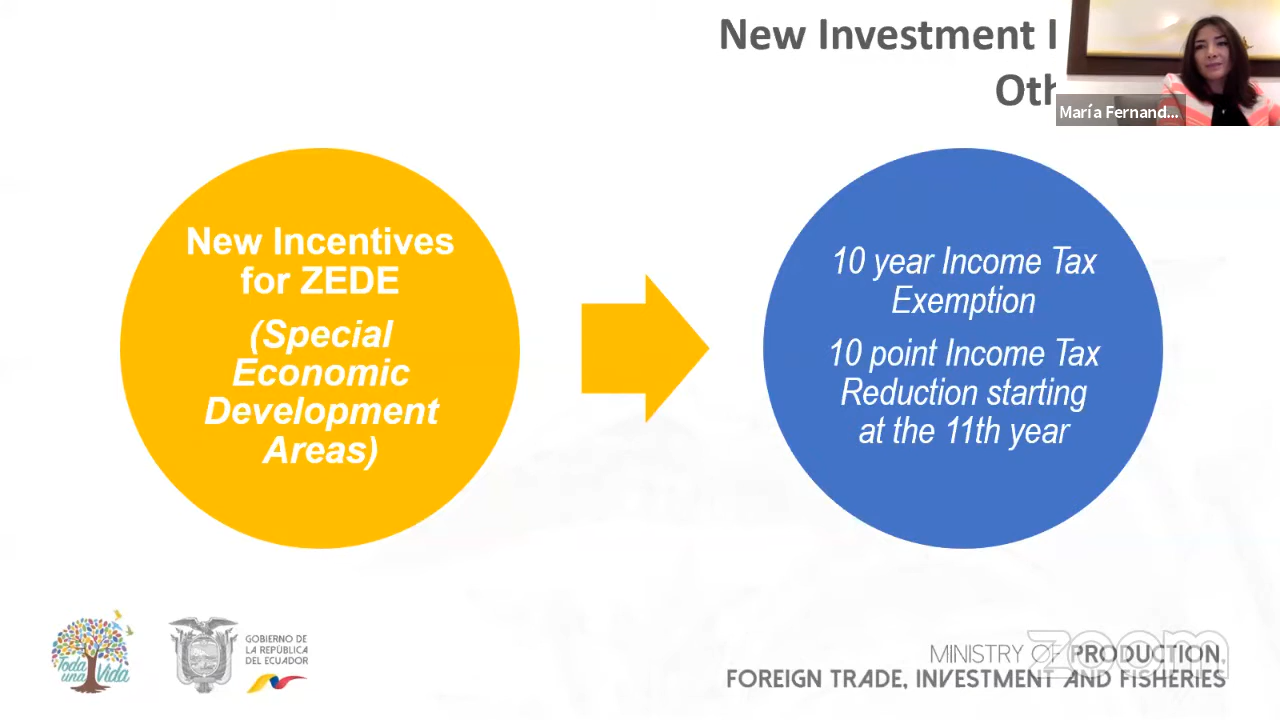 New Investment
María Fernand...
New Incentives
for ZEDE
(Special
Economic
Development
Areas)
10 year Income Tax
Exemption
10 point Income Tax
Reduction starting
at the 11th year
Toda
una Vida
GOBIERNO DE
LA REPÚBLICA
DEL ECUADOR
zoom
MINISTRY OF PRODUCTION,
FOREIGN TRADE, INVESTMENT AND FISHERIES